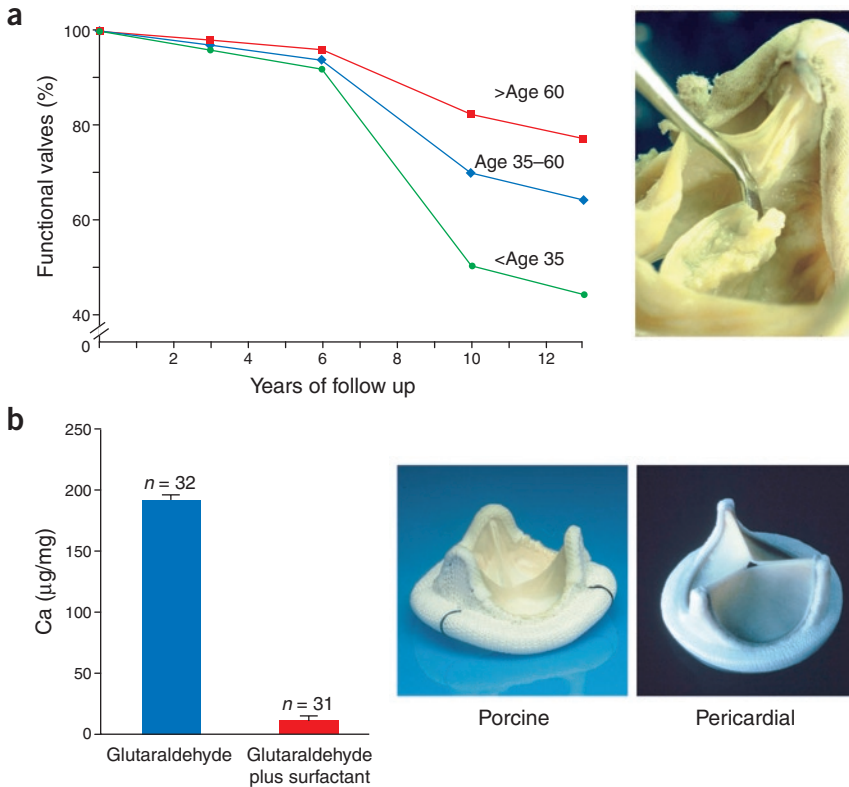 a
Functional valves (%)
100
80
60
40
0
>Age 60
Age 35–60
<Age 35
2 4 6 8 10 12
Years of follow up
b
Ca (μg/mg)
250
200
150
100
50
0
n = 32
n = 31
Glutaraldehyde
Glutaraldehyde
plus surfactant
Porcine
Pericardial